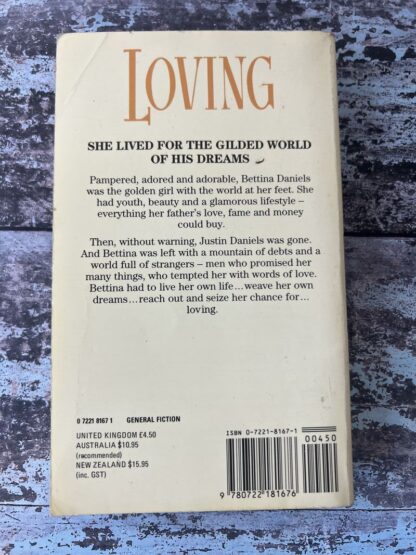 LOVING
SHE LIVED FOR THE GILDED WORLD
OF HIS DREAMS
Pampered, adored and adorable, Bettina Daniels
was the golden girl with the world at her feet. She
had youth, beauty and a glamorous lifestyle –
everything her father's love, fame and money
could buy.
Then, without warning, Justin Daniels was gone.
And Bettina was left with a mountain of debts and a
world full of strangers – men who promised her
many things, who tempted her with words of love.
Bettina had to live her own life...weave her own
dreams...reach out and seize her chance for...
loving.
0 7221 8167 1 GENERAL FICTION
UNITED KINGDOM £4.50
AUSTRALIA $10.95
(recommended)
NEW ZEALAND $15.95
(inc. GST)
ISBN 0-7221-8167-1
00450
9 780722 181676